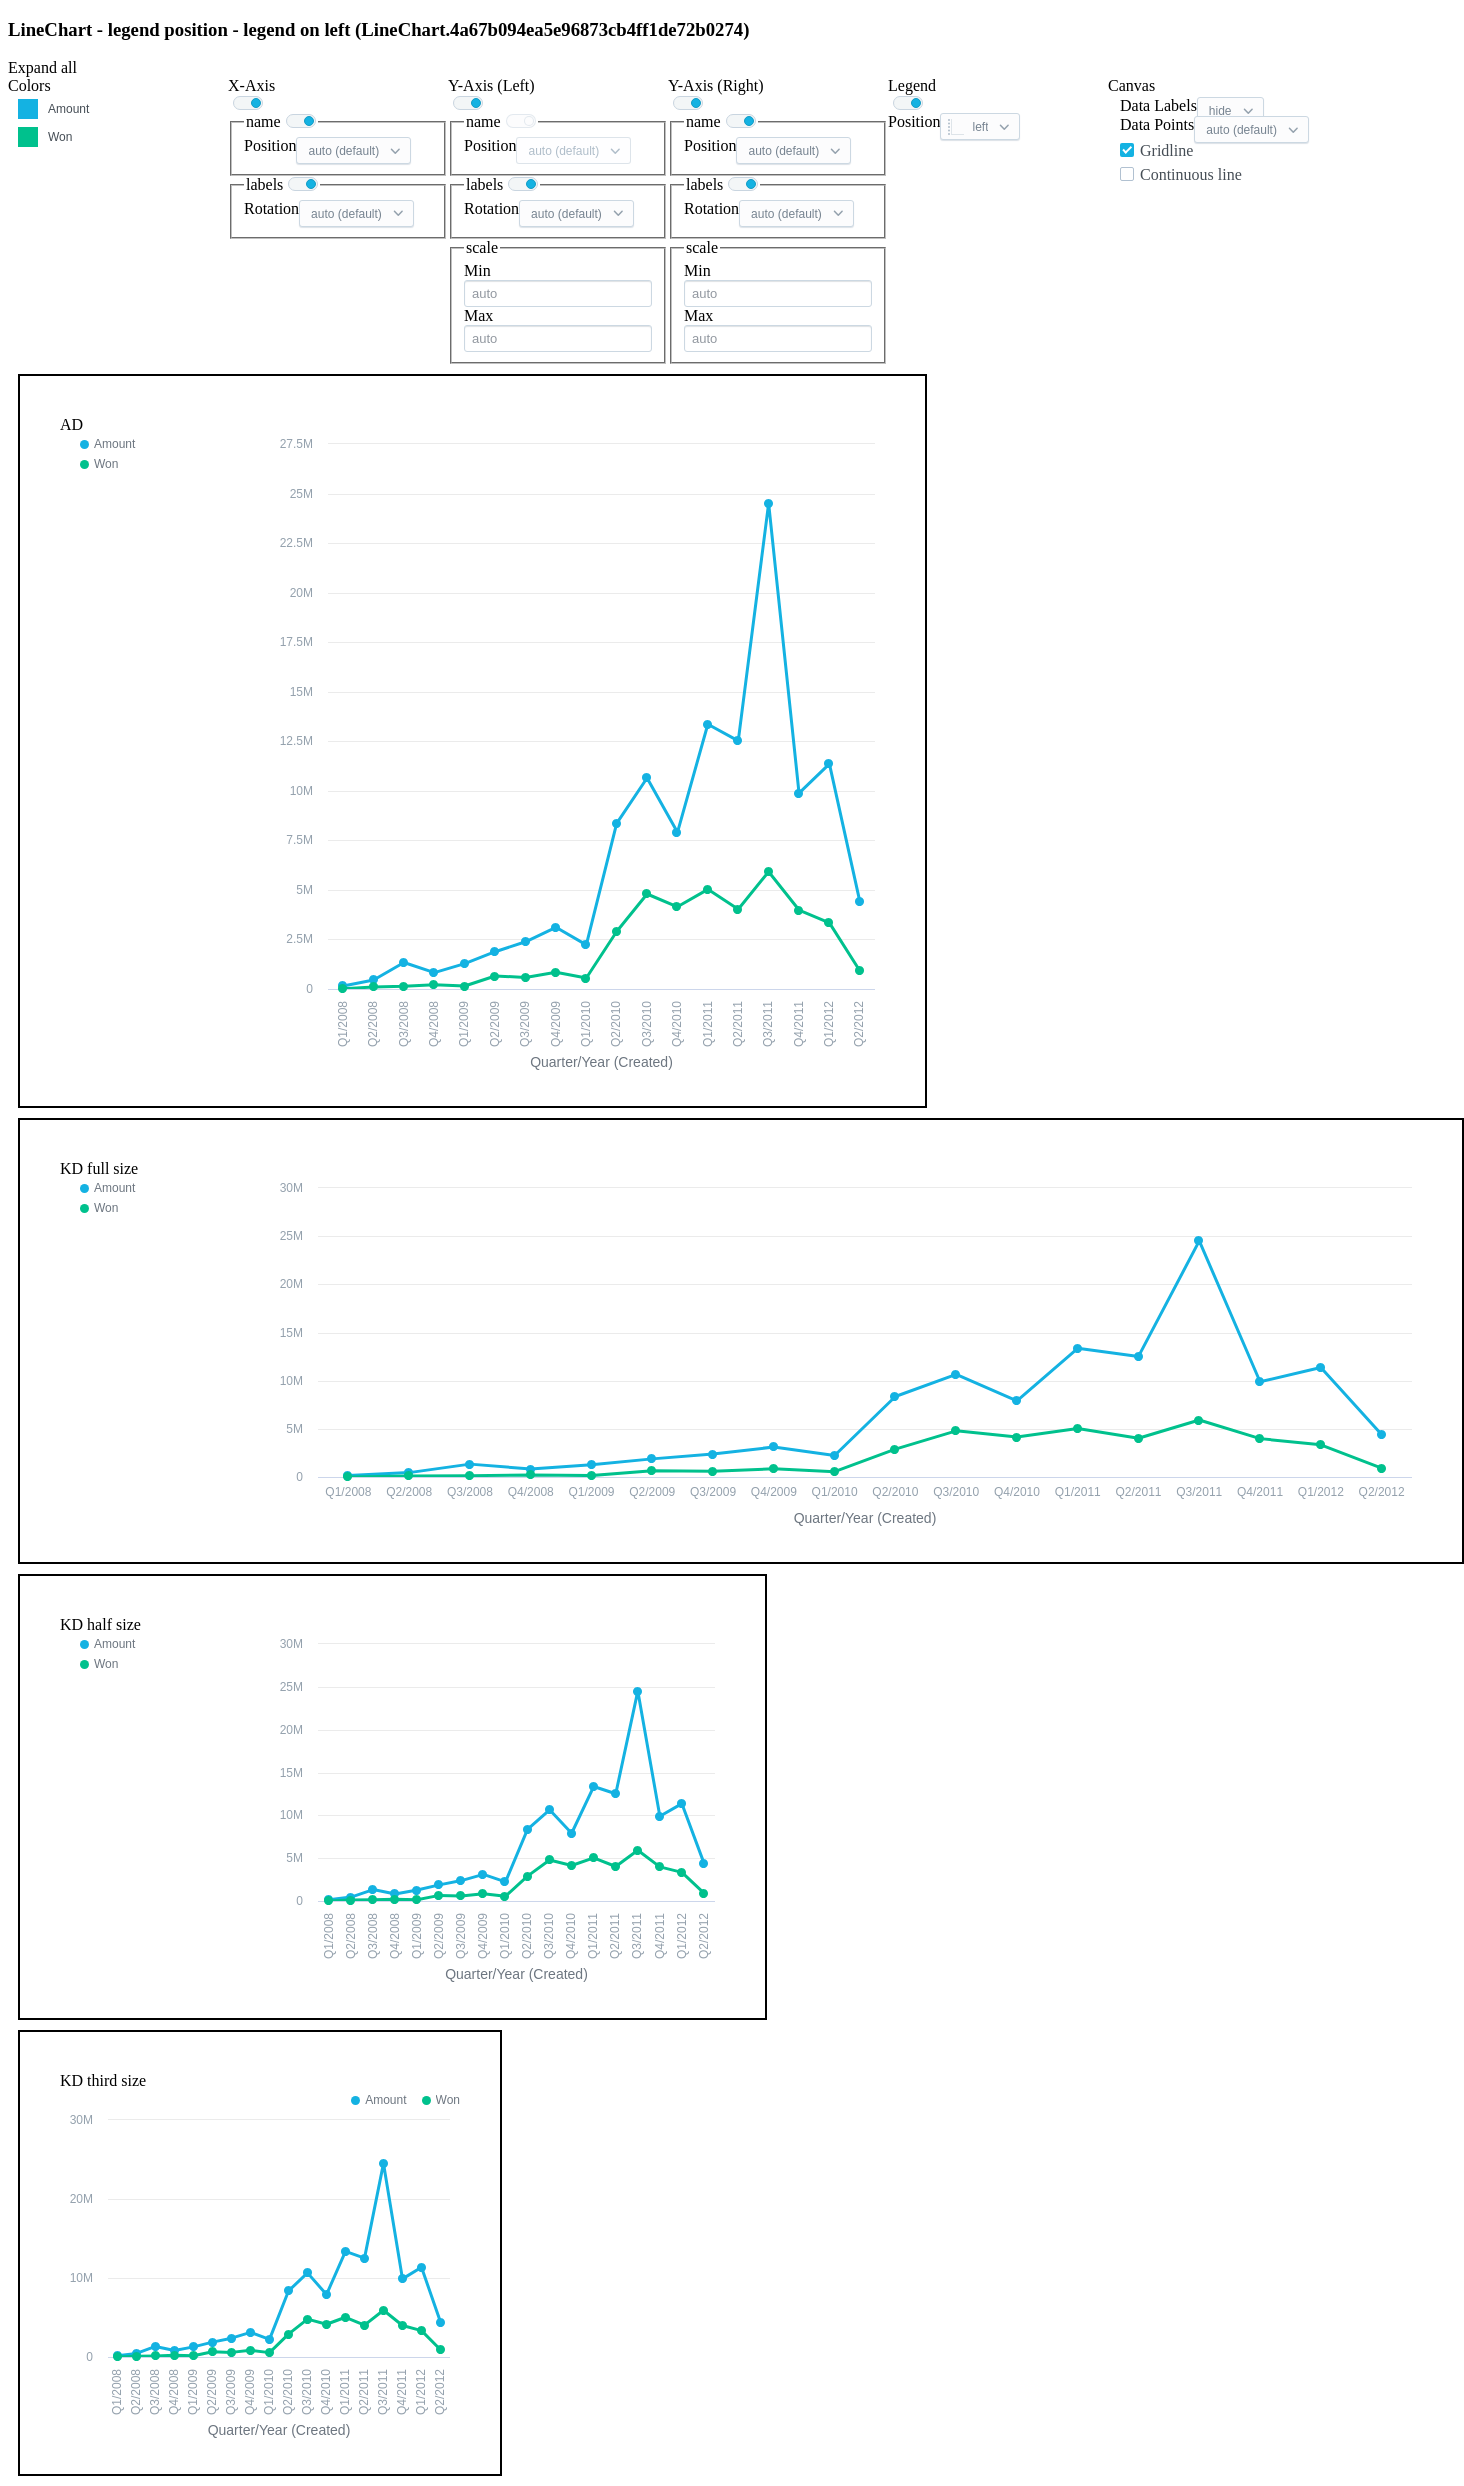 LineChart - legend position - legend on left (LineChart.4a67b094ea5e96873cb4ff1de72b0274)
Expand all
Colors
Amount
Won
X-Axis
name
Position auto (default)
labels
Rotation auto (default)
Y-Axis (Left)
name
Position auto (default)
labels
Rotation auto (default)
scale
Min
auto
Max
auto
Y-Axis (Right)
name
Position auto (default)
labels
Rotation auto (default)
scale
Min
auto
Max
auto
Legend
Position left
Canvas
Data Labels hide
Data Points auto (default)
Gridline
Continuous line
AD
Amount
Won
27.5M
25M
22.5M
20M
17.5M
15M
12.5M
10M
7.5M
5M
2.5M
0
Q1/2008 Q2/2008 Q3/2008 Q4/2008 Q1/2009 Q2/2009 Q3/2009 Q4/2009 Q1/2010 Q2/2010 Q3/2010 Q4/2010 Q1/2011 Q2/2011 Q3/2011 Q4/2011 Q1/2012 Q2/2012
Quarter/Year (Created)
KD full size
Amount
Won
30M
25M
20M
15M
10M
5M
0
Q1/2008 Q2/2008 Q3/2008 Q4/2008 Q1/2009 Q2/2009 Q3/2009 Q4/2009 Q1/2010 Q2/2010 Q3/2010 Q4/2010 Q1/2011 Q2/2011 Q3/2011 Q4/2011 Q1/2012 Q2/2012
Quarter/Year (Created)
KD half size
Amount
Won
30M
25M
20M
15M
10M
5M
0
Q1/2008 Q2/2008 Q3/2008 Q4/2008 Q1/2009 Q2/2009 Q3/2009 Q4/2009 Q1/2010 Q2/2010 Q3/2010 Q4/2010 Q1/2011 Q2/2011 Q3/2011 Q4/2011 Q1/2012 Q2/2012
Quarter/Year (Created)
KD third size
Amount Won
30M
20M
10M
0
Q1/2008 Q2/2008 Q3/2008 Q4/2008 Q1/2009 Q2/2009 Q3/2009 Q4/2009 Q1/2010 Q2/2010 Q3/2010 Q4/2010 Q1/2011 Q2/2011 Q3/2011 Q4/2011 Q1/2012 Q2/2012
Quarter/Year (Created)